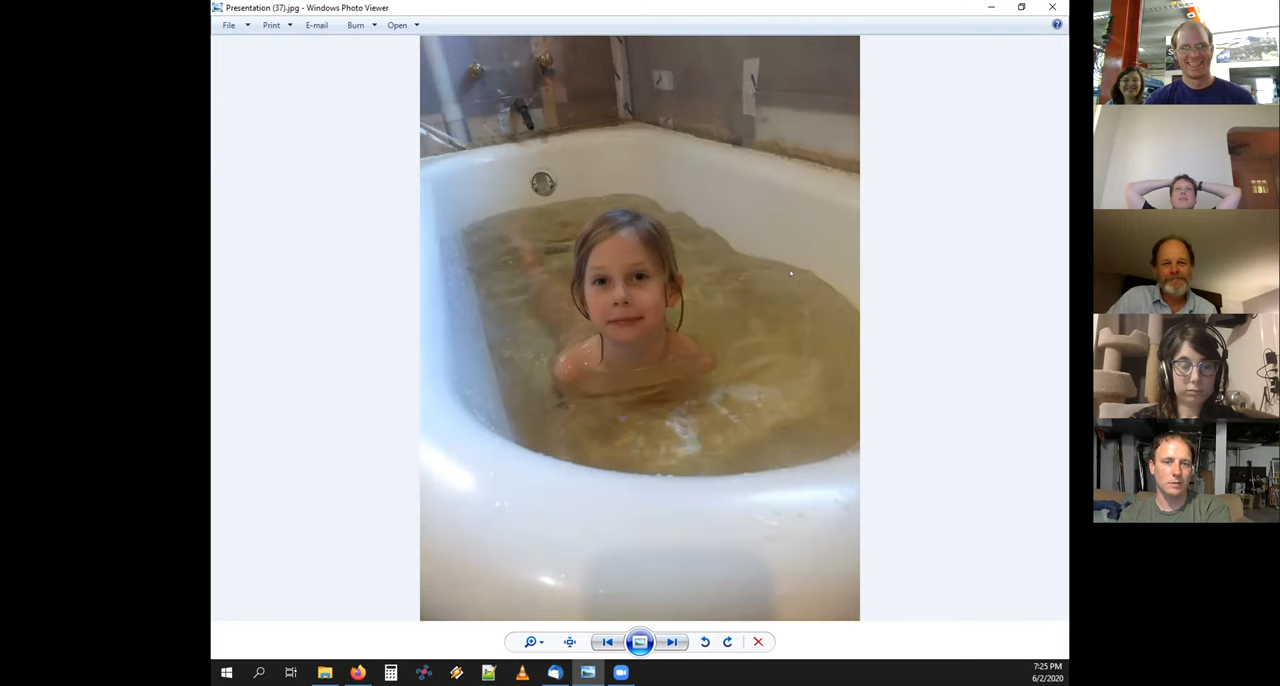 Presentation (37).jpg - Windows Photo Viewer
File Print E-mail Burn Open
7:25 PM
6/2/2020